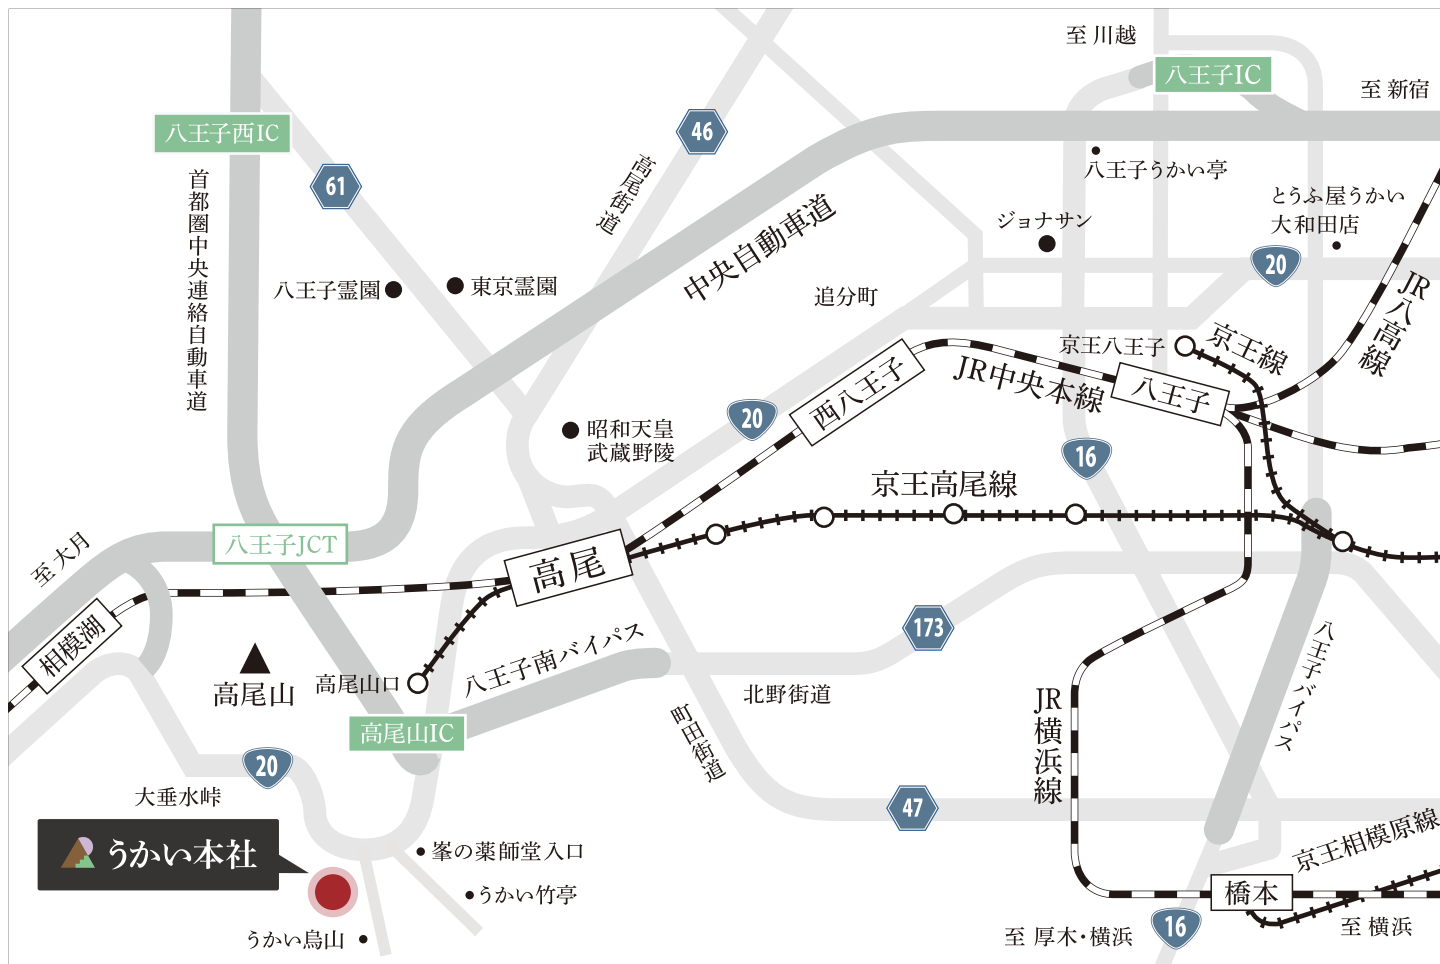 至 川越
八王子IC
至 新宿
46
八王子西IC
61
高尾街道
八王子うかい亭
とうふ屋うかい
大和田店
ジョナサン
首都圏中央連絡自動車道
中央自動車道
20
八王子霊園
東京霊園
追分町
JR八高線
京王八王子
京王線
JR中央本線
西八王子
八王子
20
昭和天皇
武蔵野陵
16
京王高尾線
八王子JCT
至 大月
高尾
相模湖
173
八王子バイパス
高尾山
高尾山口
八王子南バイパス
北野街道
高尾山IC
町田街道
JR横浜線
20
大垂水峠
47
うかい本社
峯の薬師堂入口
京王相模原線
うかい竹亭
橋本
うかい鳥山
至 厚木・横浜
16
至 横浜